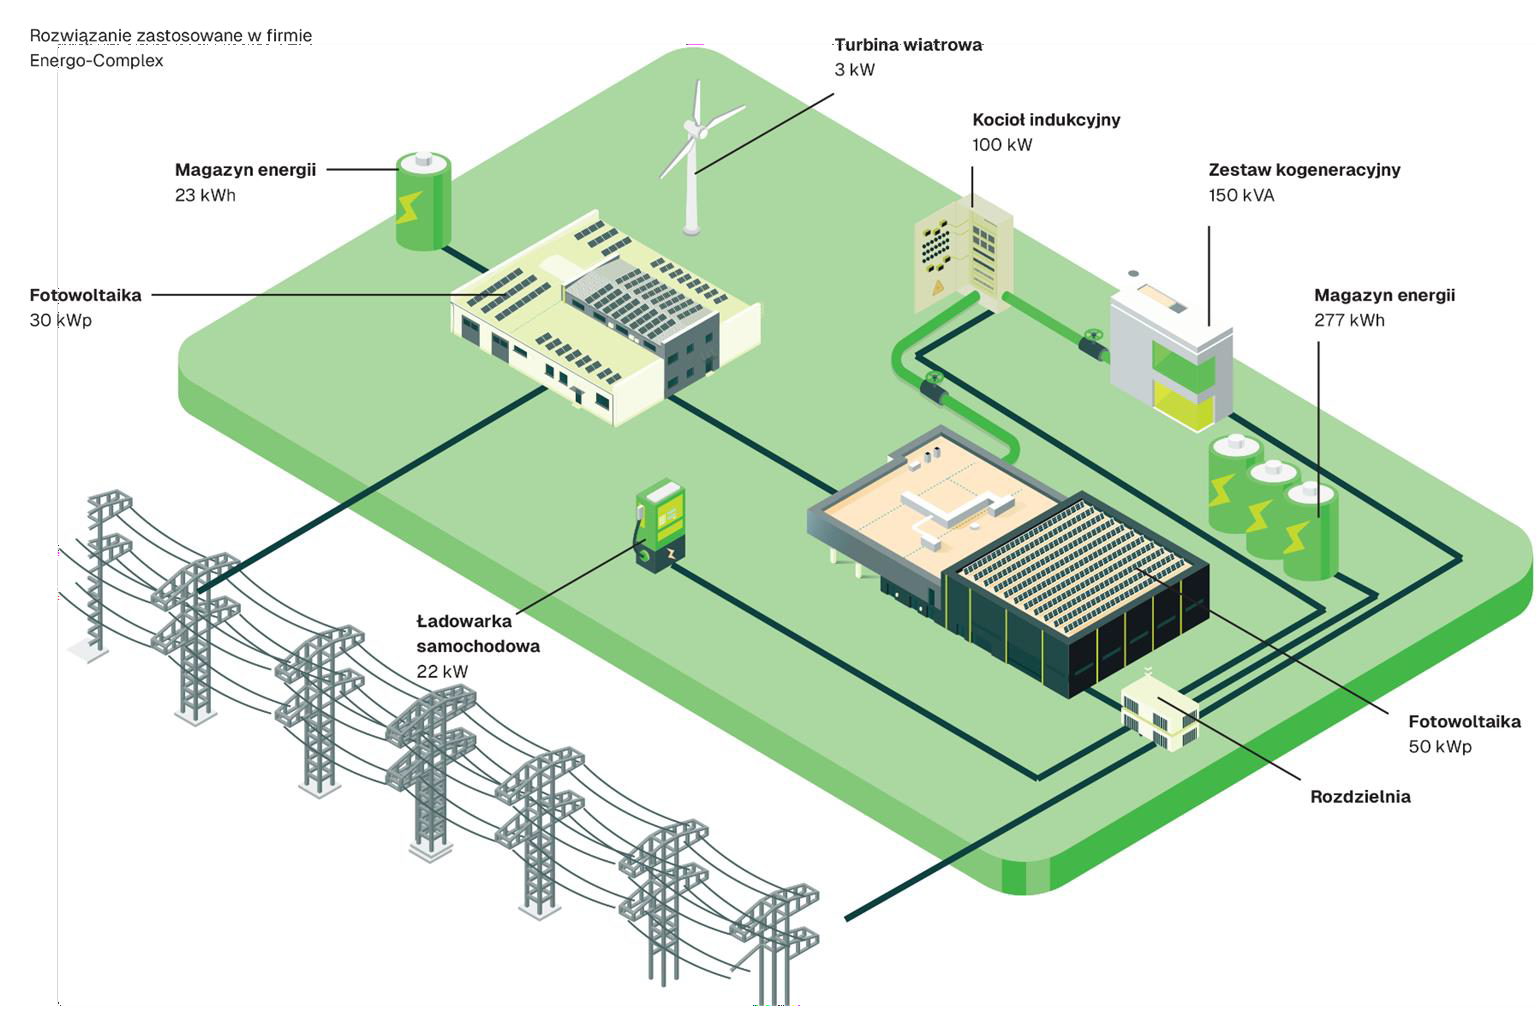 Rozwiązanie zastosowane w firmie
Energo-Complex
Turbina wiatrowa
3 kW
Kocioł indukcyjny
100 kW
Magazyn energii
23 kWh
Zestaw kogeneracyjny
150 kVA
Fotowoltaika
30 kWp
Magazyn energii
277 kWh
Ładowarka
samochodowa
22 kW
Fotowoltaika
50 kWp
Rozdzielnia